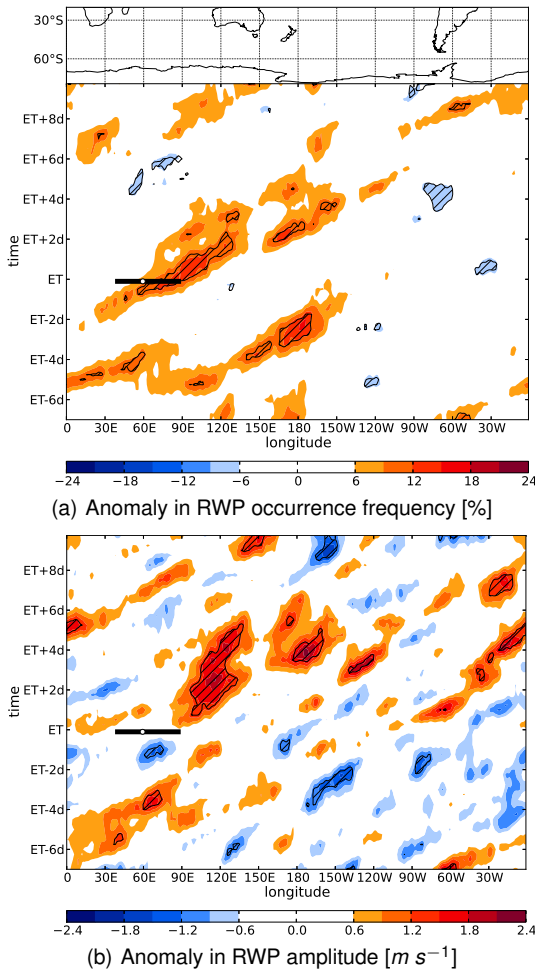 30°S
60°S
ET+8d
ET+6d
ET+4d
ET+2d
ET
ET-2d
ET-4d
ET-6d
time
0 30E 60E 90E 120E 150E 180E 150W 120W 90W 60W 30W
longitude
−24 −18 −12 −6 0 6 12 18 24
(a) Anomaly in RWP occurrence frequency [%]
ET+8d
ET+6d
ET+4d
ET+2d
ET
ET-2d
ET-4d
ET-6d
time
0 30E 60E 90E 120E 150E 180E 150W 120W 90W 60W 30W
longitude
−2.4 −1.8 −1.2 −0.6 0.0 0.6 1.2 1.8 2.4
(b) Anomaly in RWP amplitude [m s⁻¹]